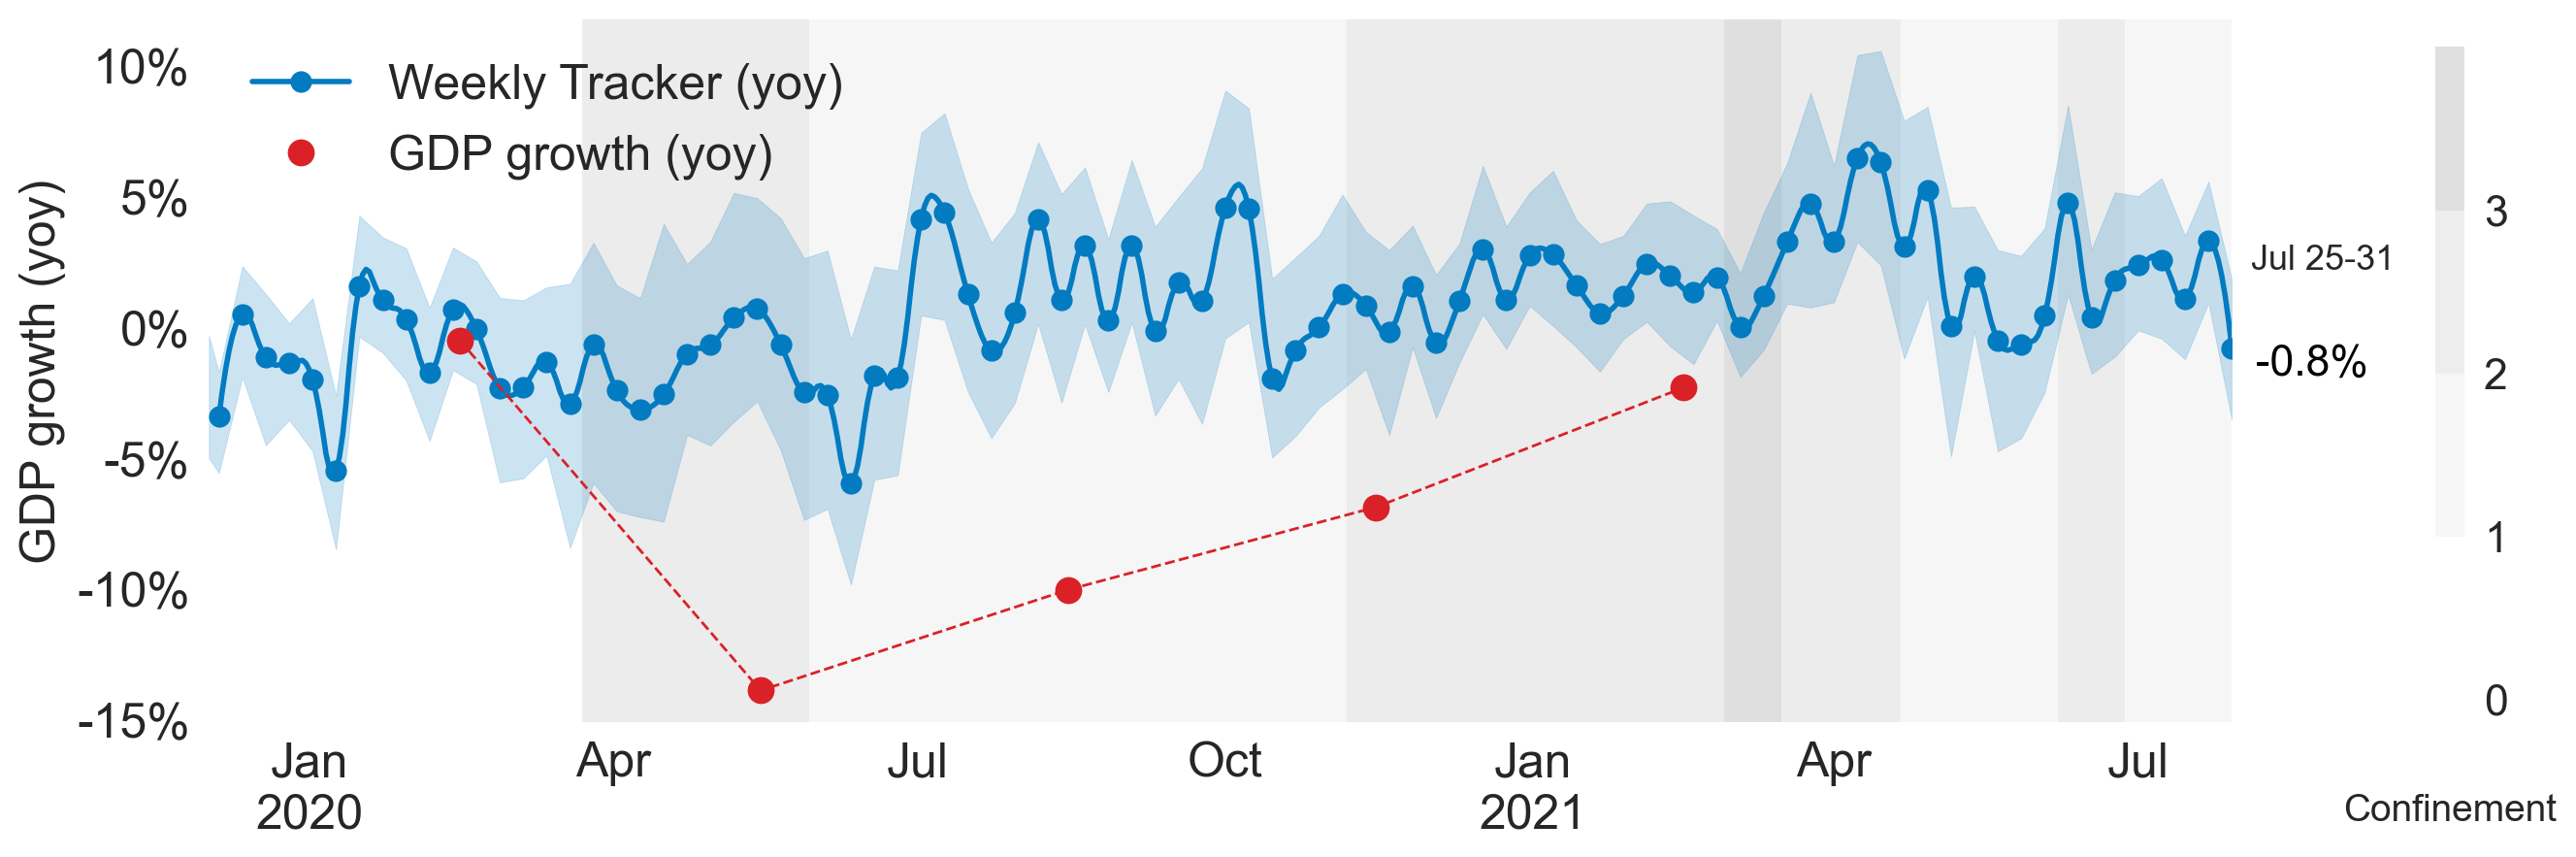 10%
5%
0%
-5%
-10%
-15%
GDP growth (yoy)
Weekly Tracker (yoy)
GDP growth (yoy)
Jul 25-31
-0.8%
3
2
1
0
Jan
2020
Apr
Jul
Oct
Jan
2021
Apr
Jul
Confinement